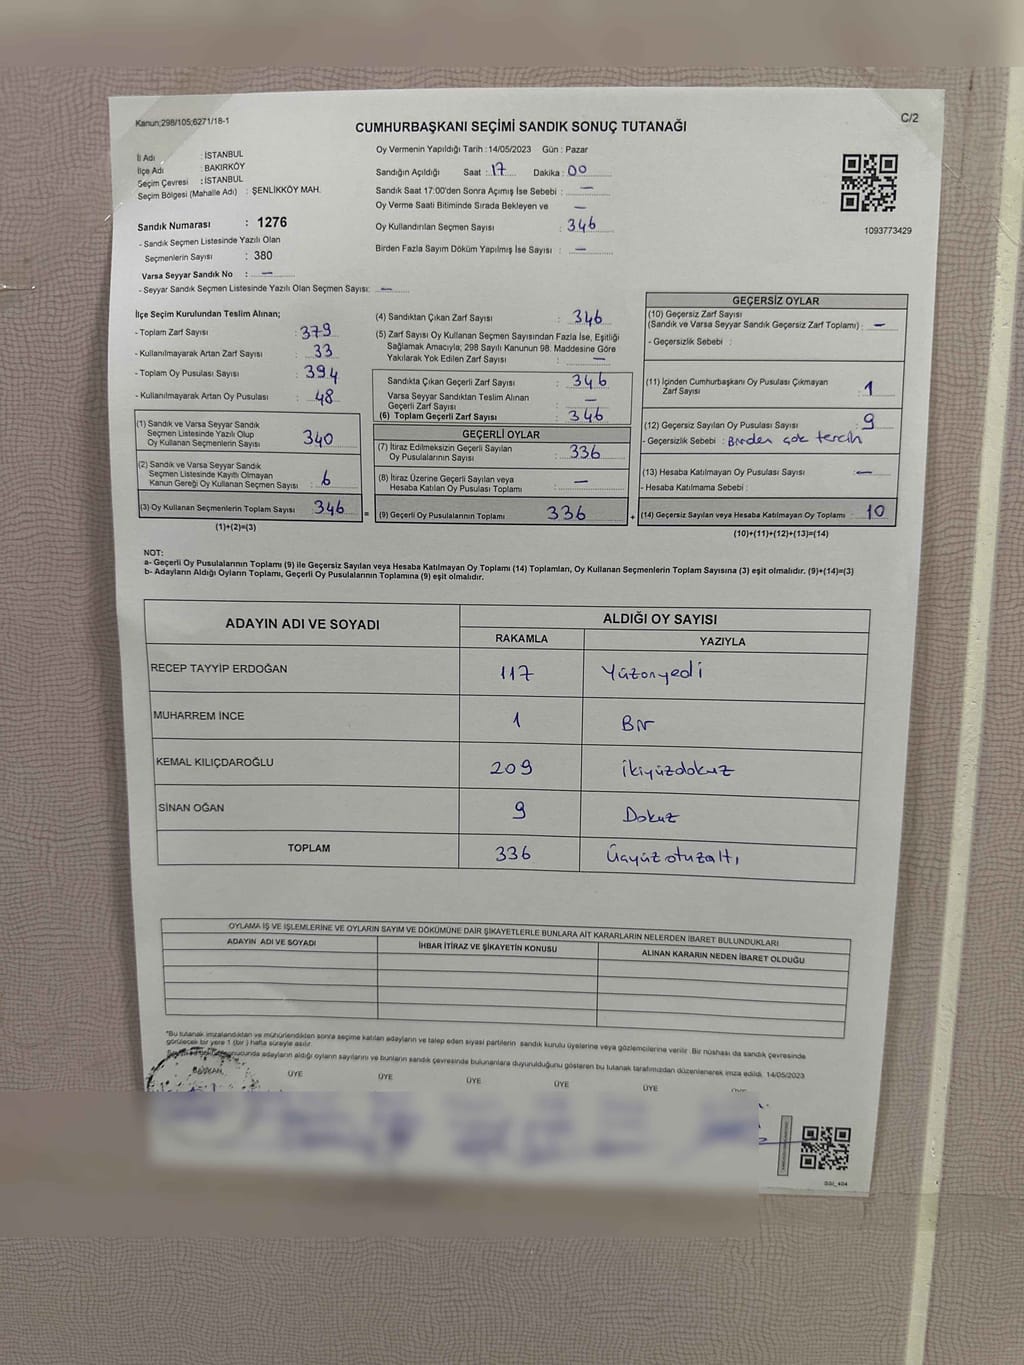 Kanun;298/105;6271/18-1
C/2
CUMHURBAŞKANI SEÇİMİ SANDIK SONUÇ TUTANAĞI
İl Adı : İSTANBUL
İlçe Adı : BAKIRKÖY
Seçim Çevresi : İSTANBUL
Seçim Bölgesi (Mahalle Adı) : ŞENLİKKÖY MAH.
Sandık Numarası : 1276
- Sandık Seçmen Listesinde Yazılı Olan
Seçmenlerin Sayısı : 380
Varsa Seyyar Sandık No : —
- Seyyar Sandık Seçmen Listesinde Yazılı Olan Seçmen Sayısı: —
Oy Vermenin Yapıldığı Tarih : 14/05/2023 Gün : Pazar
Sandığın Açıldığı Saat : 17 Dakika : 00
Sandık Saat 17:00'den Sonra Açımış İse Sebebi : —
Oy Verme Saati Bitiminde Sırada Bekleyen ve —
Oy Kullandırılan Seçmen Sayısı : 346
Birden Fazla Sayım Döküm Yapılmış İse Sayısı : —
1093773429
İlçe Seçim Kurulundan Teslim Alınan;
- Toplam Zarf Sayısı : 379
- Kullanılmayarak Artan Zarf Sayısı : 33
- Toplam Oy Pusulası Sayısı : 394
- Kullanılmayarak Artan Oy Pusulası : 48
(1) Sandık ve Varsa Seyyar Sandık
Seçmen Listesinde Yazılı Olup
Oy Kullanan Seçmenlerin Sayısı : 340
(2) Sandık ve Varsa Seyyar Sandık
Seçmen Listesinde Kayıtlı Olmayan
Kanun Gereği Oy Kullanan Seçmen Sayısı : 6
(3) Oy Kullanan Seçmenlerin Toplam Sayısı : 346
(1)+(2)=(3)
(4) Sandıktan Çıkan Zarf Sayısı : 346
(5) Zarf Sayısı Oy Kullanan Seçmen Sayısından Fazla İse, Eşitliği
Sağlamak Amacıyla; 298 Sayılı Kanunun 98. Maddesine Göre
Yakılarak Yok Edilen Zarf Sayısı : —
Sandıkta Çıkan Geçerli Zarf Sayısı : 346
Varsa Seyyar Sandıktan Teslim Alınan
Geçerli Zarf Sayısı : —
(6) Toplam Geçerli Zarf Sayısı : 346
GEÇERLİ OYLAR
(7) İtiraz Edilmeksizin Geçerli Sayılan
Oy Pusulalarının Sayısı : 336
(8) İtiraz Üzerine Geçerli Sayılan veya
Hesaba Katılan Oy Pusulası Toplamı : —
= (9) Geçerli Oy Pusulalarının Toplamı : 336
GEÇERSİZ OYLAR
(10) Geçersiz Zarf Sayısı
(Sandık ve Varsa Seyyar Sandık Geçersiz Zarf Toplamı) : —
- Geçersizlik Sebebi :
(11) İçinden Cumhurbaşkanı Oy Pusulası Çıkmayan
Zarf Sayısı : 1
(12) Geçersiz Sayılan Oy Pusulası Sayısı : 9
- Geçersizlik Sebebi : Birden çok tercih
(13) Hesaba Katılmayan Oy Pusulası Sayısı : —
- Hesaba Katılmama Sebebi :
+ (14) Geçersiz Sayılan veya Hesaba Katılmayan Oy Toplamı : 10
(10)+(11)+(12)+(13)=(14)
NOT:
a- Geçerli Oy Pusulalarının Toplamı (9) ile Geçersiz Sayılan veya Hesaba Katılmayan Oy Toplamı (14) Toplamları, Oy Kullanan Seçmenlerin Toplam Sayısına (3) eşit olmalıdır. (9)+(14)=(3)
b- Adayların Aldığı Oyların Toplamı, Geçerli Oy Pusulalarının Toplamına (9) eşit olmalıdır.
ADAYIN ADI VE SOYADI ALDIĞI OY SAYISI
RAKAMLA YAZIYLA
RECEP TAYYİP ERDOĞAN 117 Yüzonyedi
MUHARREM İNCE 1 Bir
KEMAL KILIÇDAROĞLU 209 İkiyüzdokuz
SİNAN OĞAN 9 Dokuz
TOPLAM 336 Üçyüzotuzaltı
OYLAMA İŞ VE İŞLEMLERİNE VE OYLARIN SAYIM VE DÖKÜMÜNE DAİR ŞİKAYETLERLE BUNLARA AİT KARARLARIN NELERDEN İBARET BULUNDUKLARI
ADAYIN ADI VE SOYADI İHBAR İTİRAZ VE ŞİKAYETİN KONUSU ALINAN KARARIN NEDEN İBARET OLDUĞU
*Bu tutanak imzalandıktan ve mühürlendikten sonra seçime katılan adayların ve talep eden siyasi partilerin sandık kurulu üyelerine veya gözlemcilerine verilir. Bir nüshası da sandık çevresinde
görülecek bir yere 1 (bir) hafta süreyle asılır.
adayların aldığı oyların sayılarını ve bunların sandık çevresinde bulunanlara duyurulduğunu gösteren bu tutanak tarafımızdan düzenlenerek imza edildi. 14/05/2023
ÜYE ÜYE ÜYE ÜYE ÜYE ÜYE